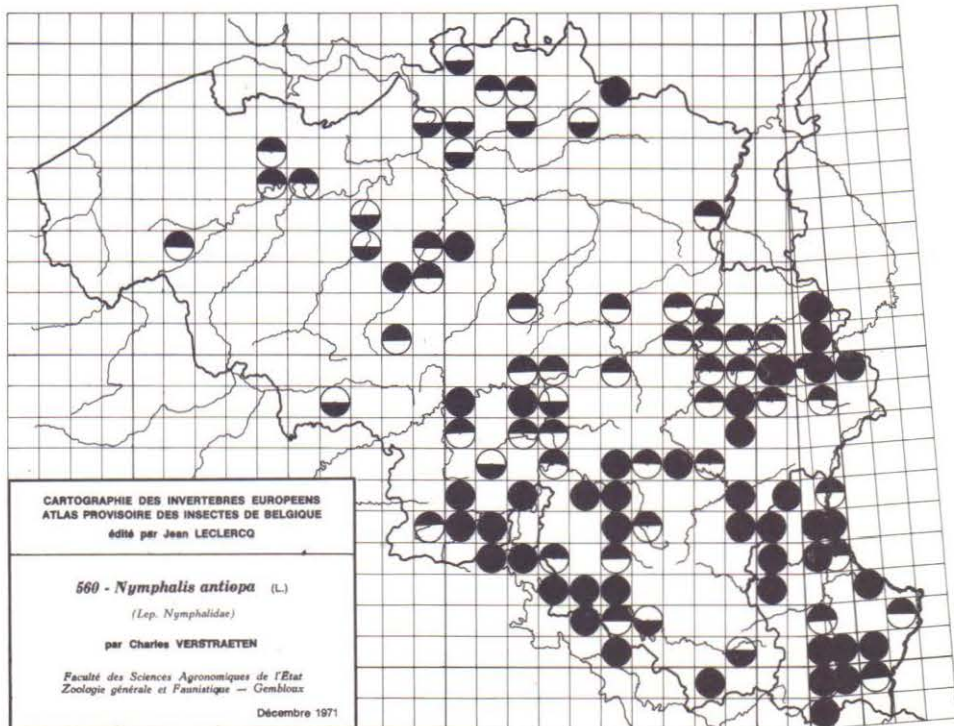 CARTOGRAPHIE DES INVERTEBRES EUROPEENS
ATLAS PROVISOIRE DES INSECTES DE BELGIQUE
édité par Jean LECLERCQ
560 - Nymphalis antiopa (L.)
(Lep. Nymphalidae)
par Charles VERSTRAETEN
Faculté des Sciences Agronomiques de l'État
Zoologie générale et Faunistique — Gembloux
Décembre 1971